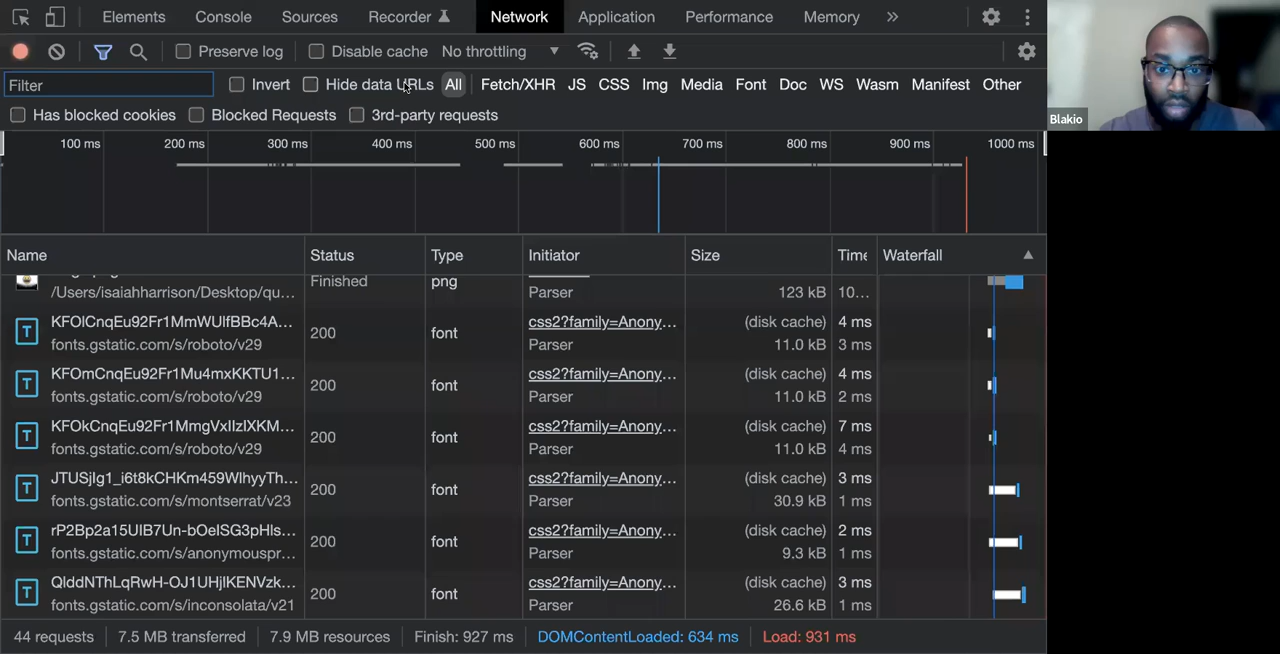 Elements Console Sources Recorder Network Application Performance Memory
Preserve log Disable cache No throttling
Filter Invert Hide data URLs All Fetch/XHR JS CSS Img Media Font Doc WS Wasm Manifest Other
Has blocked cookies Blocked Requests 3rd-party requests
Blakio
100 ms 200 ms 300 ms 400 ms 500 ms 600 ms 700 ms 800 ms 900 ms 1000 ms
Name Status Type Initiator Size Time Waterfall
Finished png
/Users/isaiahharrison/Desktop/qu... Parser 123 kB 10...
KFOlCnqEu92Fr1MmWUlfBBc4A... 200 font css2?family=Anony... (disk cache) 4 ms
fonts.gstatic.com/s/roboto/v29 Parser 11.0 kB 3 ms
KFOmCnqEu92Fr1Mu4mxKKTU1... 200 font css2?family=Anony... (disk cache) 4 ms
fonts.gstatic.com/s/roboto/v29 Parser 11.0 kB 2 ms
KFOkCnqEu92Fr1MmgVxIIzIXKM... 200 font css2?family=Anony... (disk cache) 7 ms
fonts.gstatic.com/s/roboto/v29 Parser 11.0 kB 4 ms
JTUSjIg1_i6t8kCHKm459WlhyyTh... 200 font css2?family=Anony... (disk cache) 3 ms
fonts.gstatic.com/s/montserrat/v23 Parser 30.9 kB 1 ms
rP2Bp2a15UIB7Un-bOeISG3pHls... 200 font css2?family=Anony... (disk cache) 2 ms
fonts.gstatic.com/s/anonymouspr... Parser 9.3 kB 1 ms
QlddNThLqRwH-OJ1UHjlKENVzk... 200 font css2?family=Anony... (disk cache) 3 ms
fonts.gstatic.com/s/inconsolata/v21 Parser 26.6 kB 1 ms
44 requests 7.5 MB transferred 7.9 MB resources Finish: 927 ms DOMContentLoaded: 634 ms Load: 931 ms